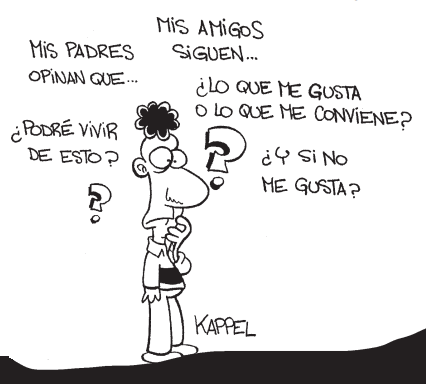 MIS PADRES
OPINAN QUE...
MIS AMIGOS
SIGUEN...
¿LO QUE ME GUSTA
O LO QUE ME CONVIENE?
¿PODRÉ VIVIR
DE ESTO?
?
?
¿Y SI NO
ME GUSTA?
KAPPEL